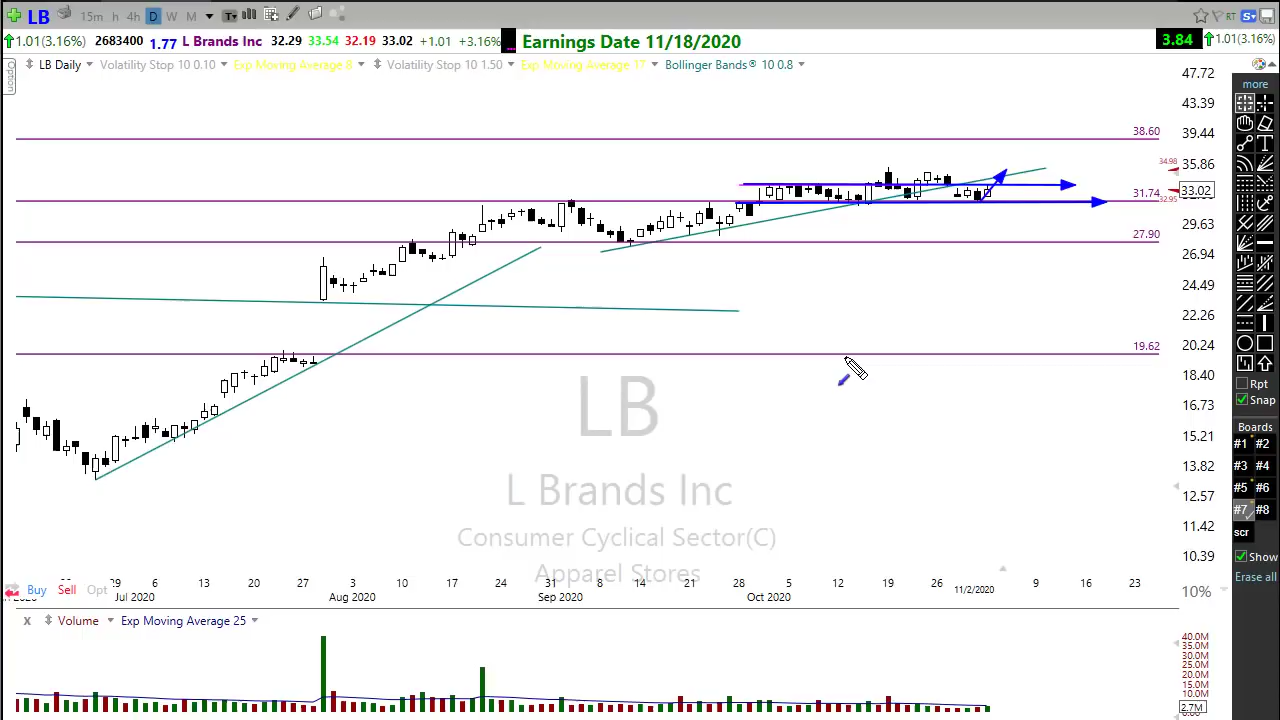 LB 15m h 4h D W M T RT S
1.01(3.16%) 2683400 1.77 L Brands Inc 32.29 33.54 32.19 33.02 +1.01 +3.16% Earnings Date 11/18/2020 3.84 1.01(3.16%)
LB Daily Volatility Stop 10 0.10 Exp Moving Average 8 Volatility Stop 10 1.50 Exp Moving Average 17 Bollinger Bands® 10 0.8
Option
47.72
43.39
39.44
35.86
33.02
29.63
26.94
24.49
22.26
20.24
18.40
16.73
15.21
13.82
12.57
11.42
10.39
38.60
34.98
31.74
32.95
27.90
19.62
LB
L Brands Inc
Consumer Cyclical Sector(C)
Apparel Stores
more
T
Rpt
Snap
Boards
#1 #2
#3 #4
#5 #6
#7 #8
scr
Show
Erase all
6 13 20 27 3 10 17 24 31 8 14 21 28 5 12 19 26 11/2/2020 9 16 23
Buy Sell Opt Jul 2020 Aug 2020 Sep 2020 Oct 2020 10%
X Volume Exp Moving Average 25
40.0M
35.0M
30.0M
25.0M
20.0M
15.0M
10.0M
2.7M